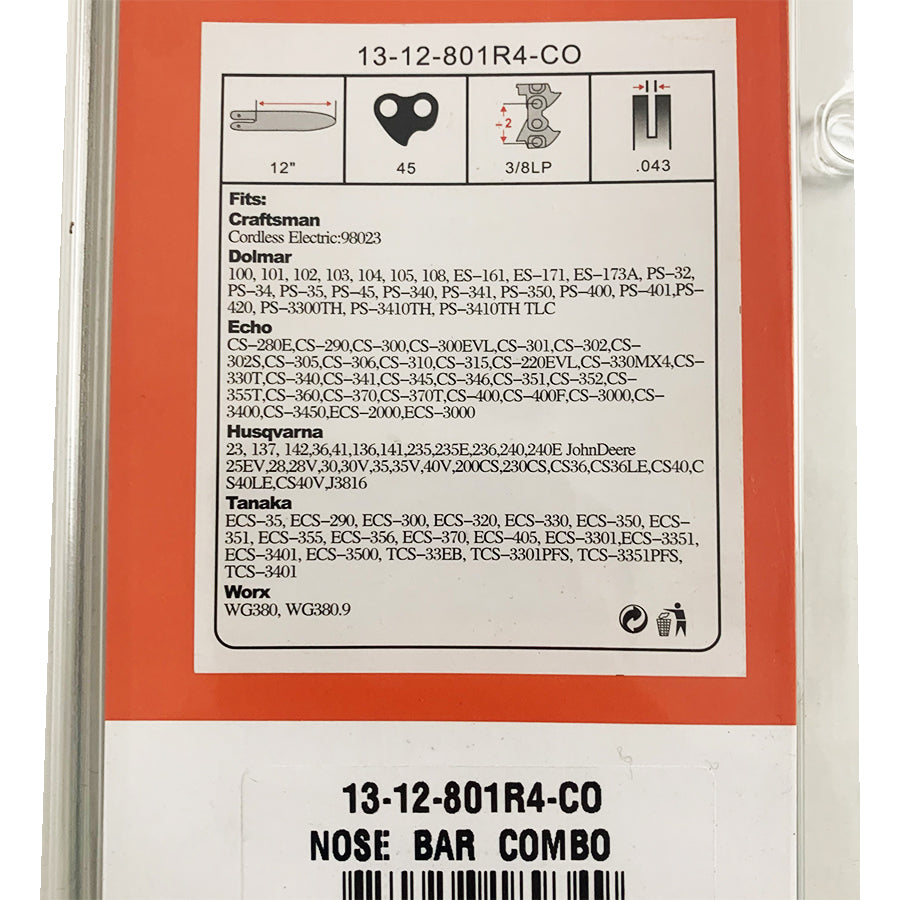 13-12-801R4-CO
12"
45
2
3/8LP
.043
Fits:
Craftsman
Cordless Electric:98023
Dolmar
100, 101, 102, 103, 104, 105, 108, ES-161, ES-171, ES-173A, PS-32,
PS-34, PS-35, PS-45, PS-340, PS-341, PS-350, PS-400, PS-401,PS-
420, PS-3300TH, PS-3410TH, PS-3410TH TLC
Echo
CS-280E,CS-290,CS-300,CS-300EVL,CS-301,CS-302,CS-
302S,CS-305,CS-306,CS-310,CS-315,CS-220EVL,CS-330MX4,CS-
330T,CS-340,CS-341,CS-345,CS-346,CS-351,CS-352,CS-
355T,CS-360,CS-370,CS-370T,CS-400,CS-400F,CS-3000,CS-
3400,CS-3450,ECS-2000,ECS-3000
Husqvarna
23, 137, 142,36,41,136,141,235,235E,236,240,240E JohnDeere
25EV,28,28V,30,30V,35,35V,40V,200CS,230CS,CS36,CS36LE,CS40,C
S40LE,CS40V,J3816
Tanaka
ECS-35, ECS-290, ECS-300, ECS-320, ECS-330, ECS-350, ECS-
351, ECS-355, ECS-356, ECS-370, ECS-405, ECS-3301,ECS-3351,
ECS-3401, ECS-3500, TCS-33EB, TCS-3301PFS, TCS-3351PFS,
TCS-3401
Worx
WG380, WG380.9
13-12-801R4-CO
NOSE BAR COMBO